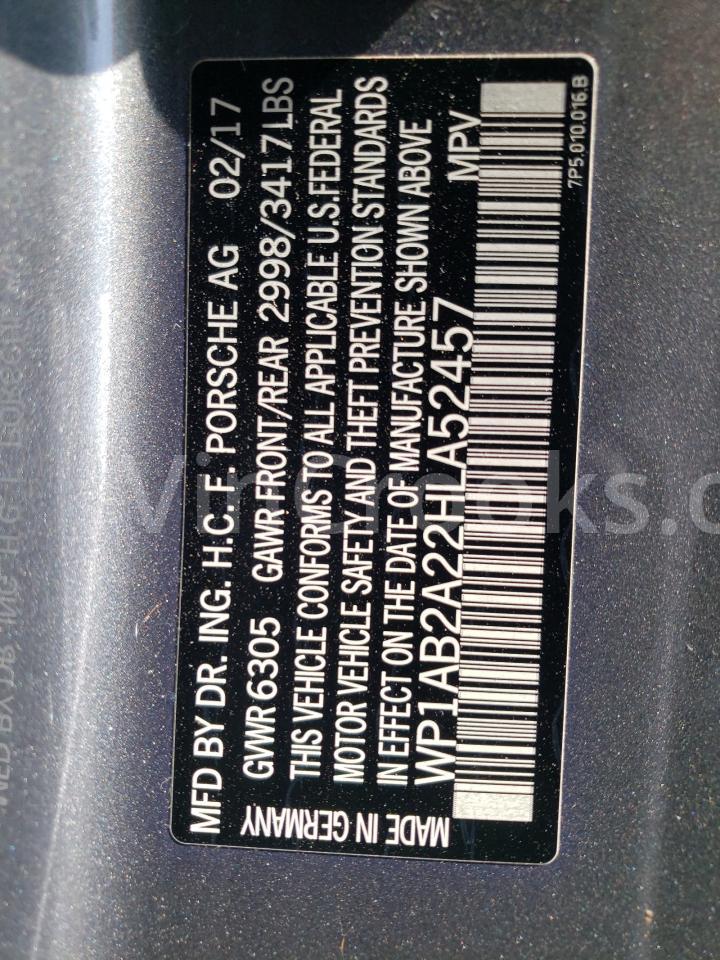 MFD BY DR. ING. H.C. F. PORSCHE AG 02/17
GVWR 6305 GAWR FRONT/REAR 2998/3417LBS
THIS VEHICLE CONFORMS TO ALL APPLICABLE U.S.FEDERAL
MOTOR VEHICLE SAFETY AND THEFT PREVENTION STANDARDS
IN EFFECT ON THE DATE OF MANUFACTURE SHOWN ABOVE
WP1AB2A22HLA52457 MPV
MADE IN GERMANY
7P5.010.016.B